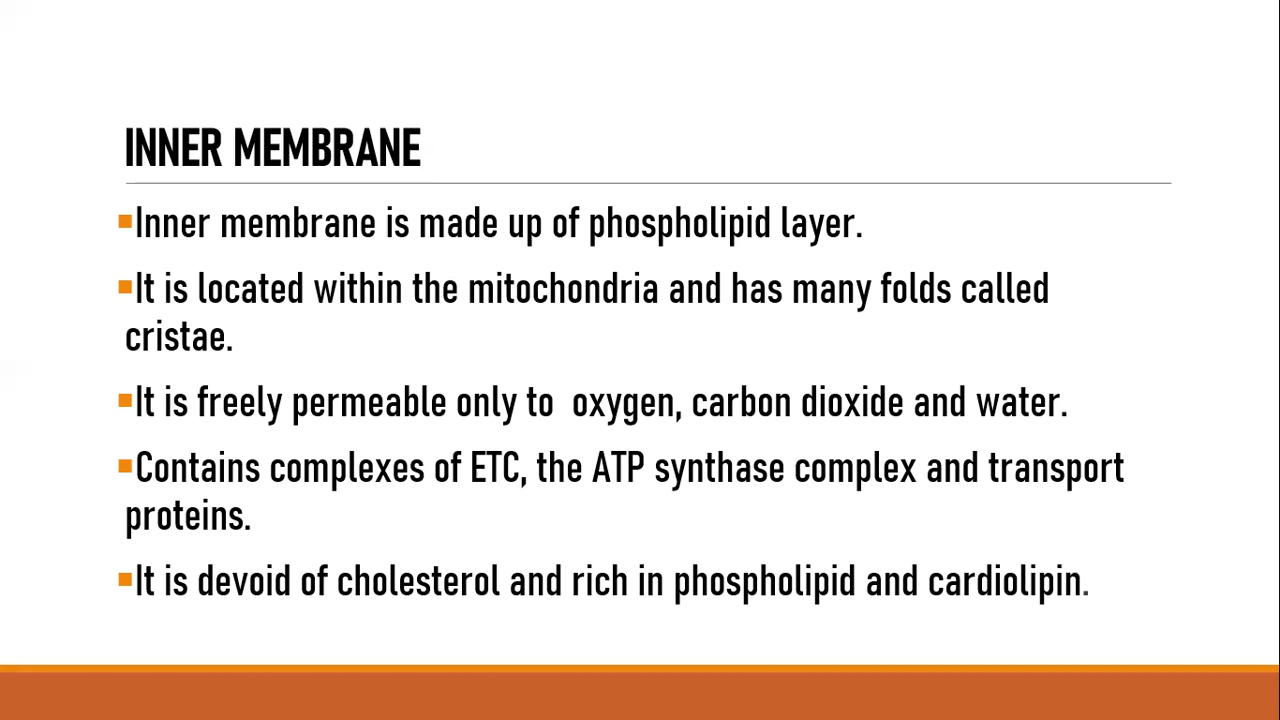 INNER MEMBRANE
▪Inner membrane is made up of phospholipid layer.
▪It is located within the mitochondria and has many folds called
cristae.
▪It is freely permeable only to  oxygen, carbon dioxide and water.
▪Contains complexes of ETC, the ATP synthase complex and transport
proteins.
▪It is devoid of cholesterol and rich in phospholipid and cardiolipin.